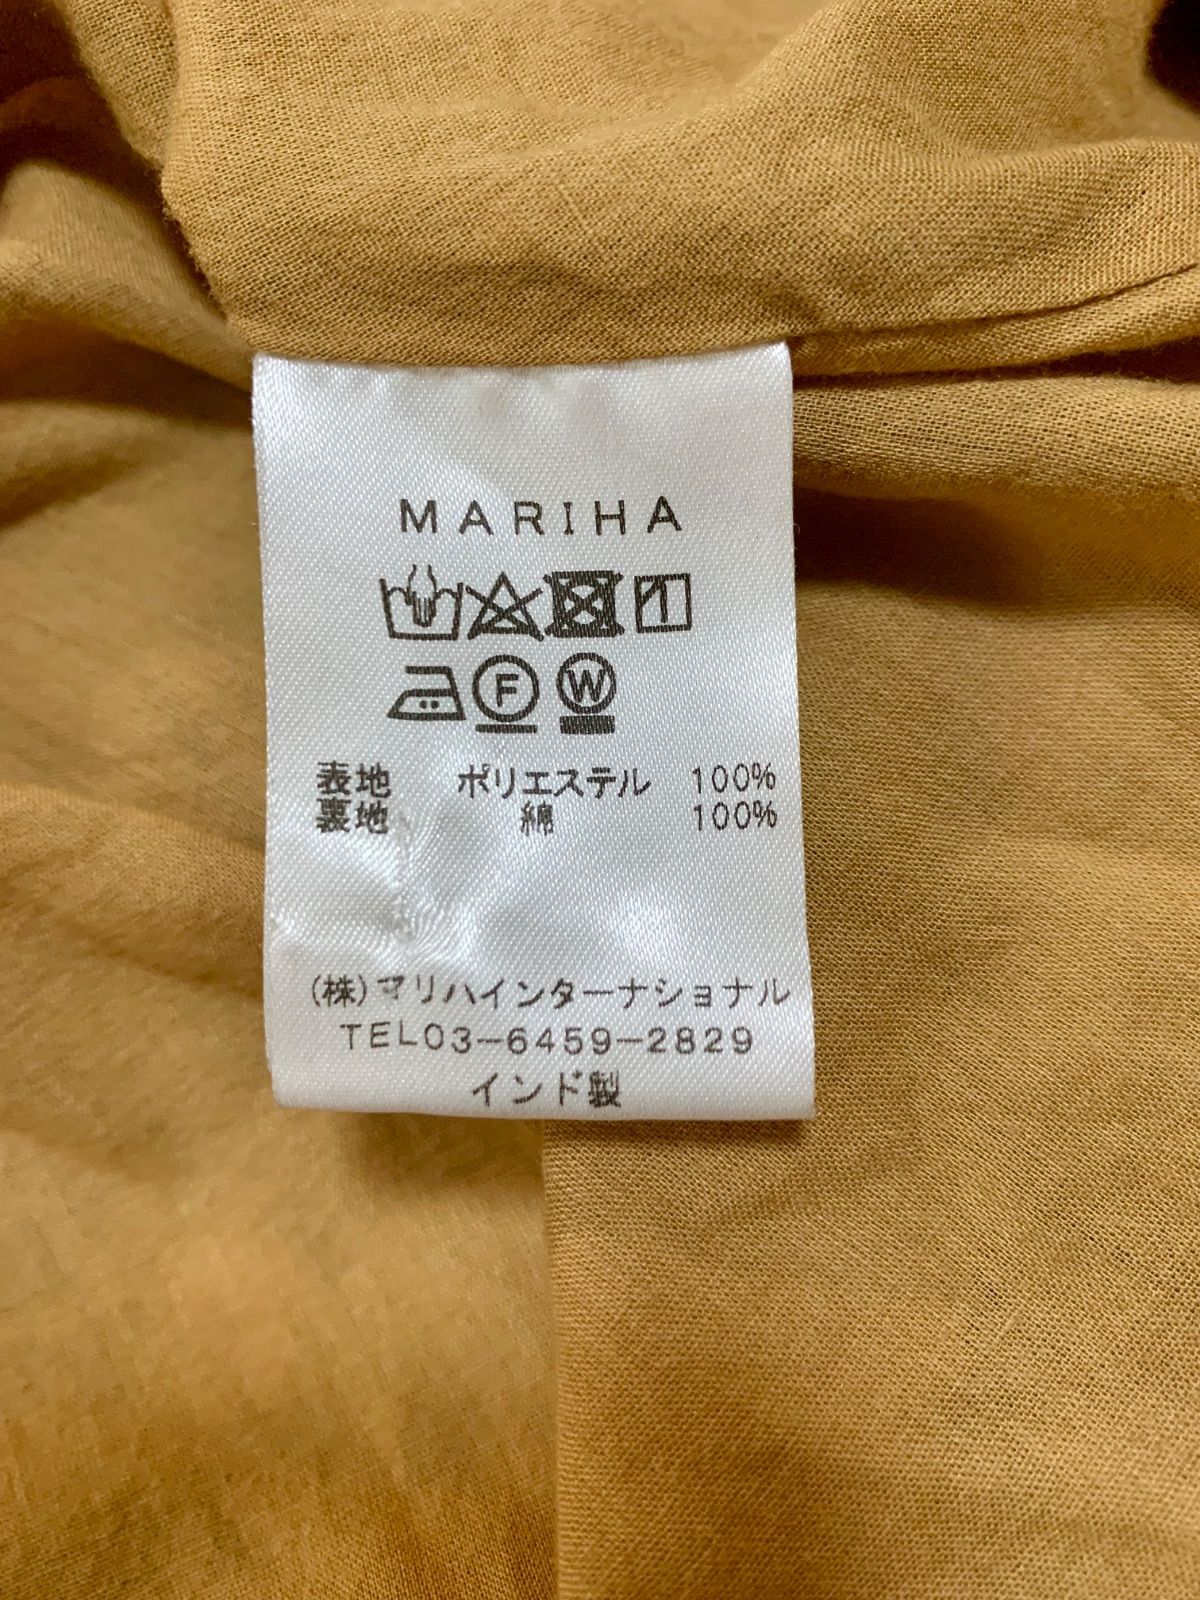 MARIHA
F W
表地 ポリエステル 100%
裏地 綿 100%
(株)マリハインターナショナル
TEL03-6459-2829
インド製